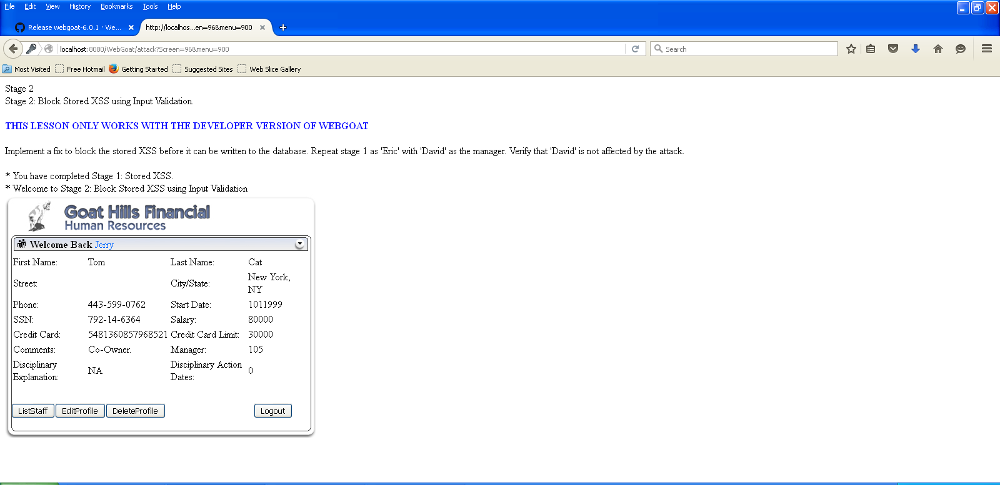 File Edit View History Bookmarks Tools Help
Release webgoat-6.0.1 · We... × http://localhos...en=96&menu=900 × +
localhost:8080/WebGoat/attack?Screen=96&menu=900 Search
Most Visited Free Hotmail Getting Started Suggested Sites Web Slice Gallery
Stage 2
Stage 2: Block Stored XSS using Input Validation.
THIS LESSON ONLY WORKS WITH THE DEVELOPER VERSION OF WEBGOAT
Implement a fix to block the stored XSS before it can be written to the database. Repeat stage 1 as 'Eric' with 'David' as the manager. Verify that 'David' is not affected by the attack.
* You have completed Stage 1: Stored XSS.
* Welcome to Stage 2: Block Stored XSS using Input Validation
Goat Hills Financial
Human Resources
Welcome Back Jerry
First Name: Tom Last Name: Cat
Street: City/State: New York,
NY
Phone: 443-599-0762 Start Date: 1011999
SSN: 792-14-6364 Salary: 80000
Credit Card: 5481360857968521 Credit Card Limit: 30000
Comments: Co-Owner. Manager: 105
Disciplinary
Explanation: NA Disciplinary Action
Dates: 0
ListStaff EditProfile DeleteProfile Logout